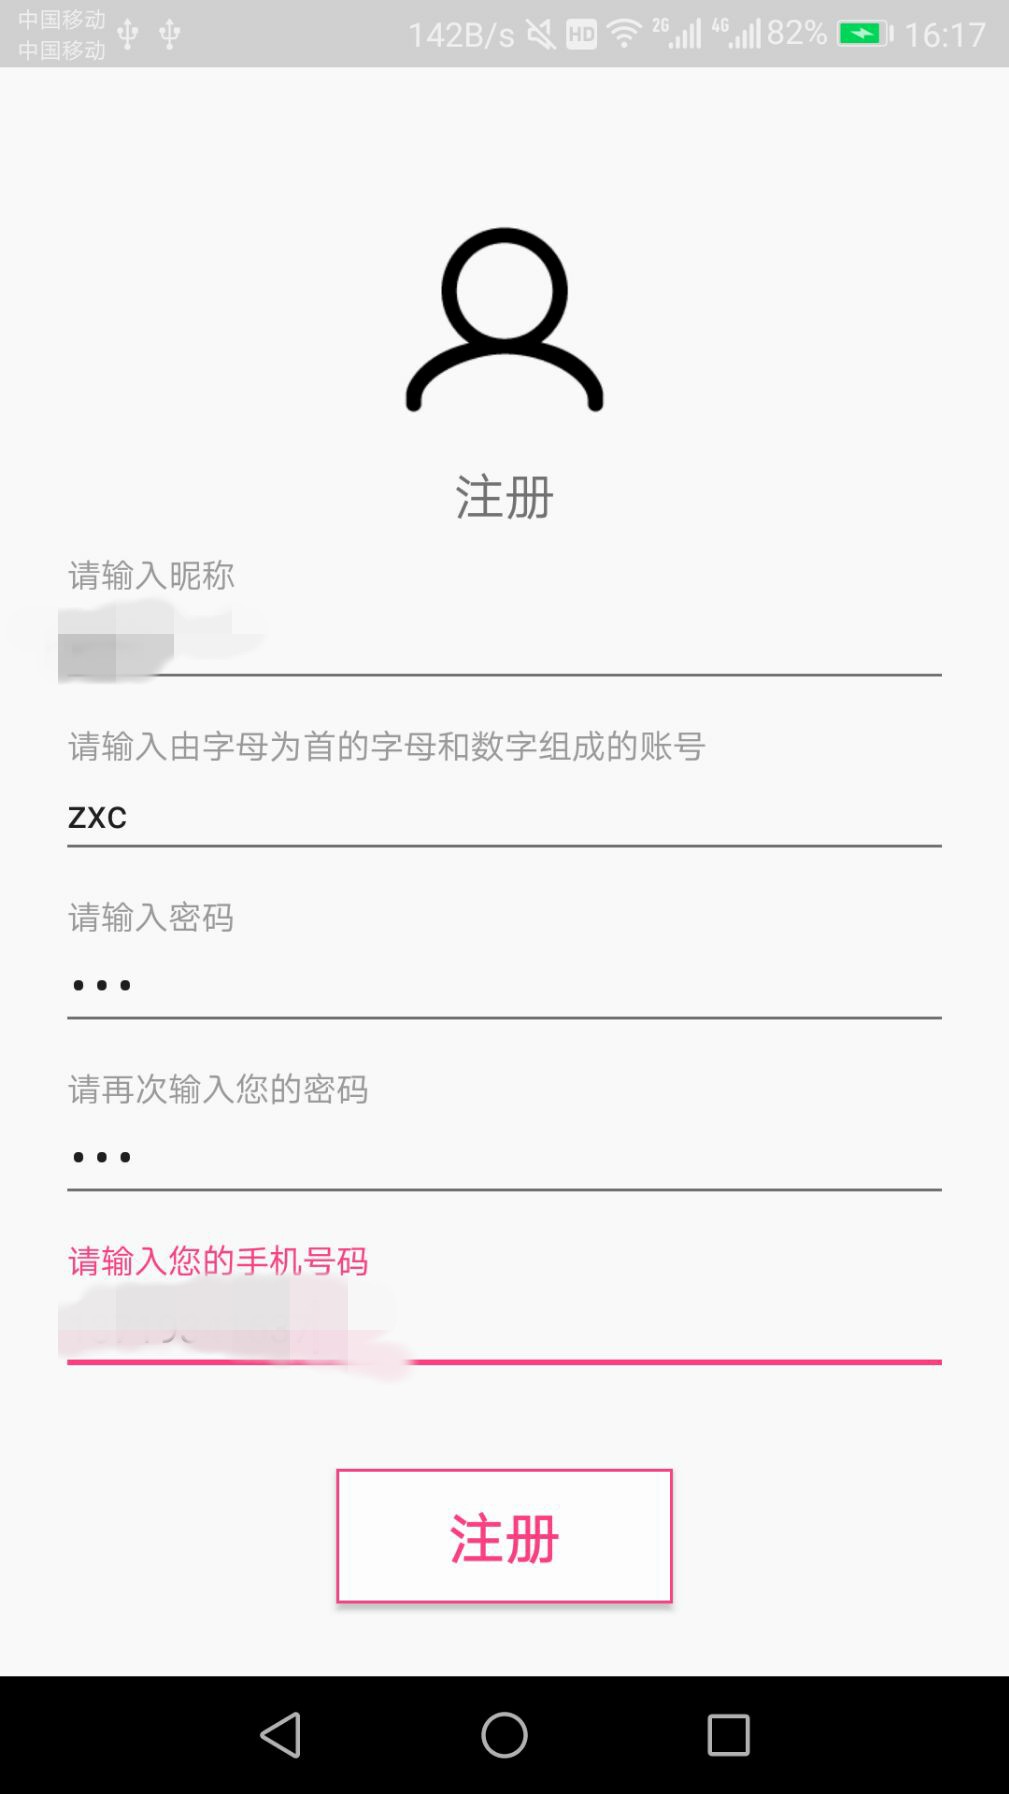 中国移动
中国移动
142B/s HD 2G 4G 82% 16:17
注册
请输入昵称
请输入由字母为首的字母和数字组成的账号
zxc
请输入密码
•••
请再次输入您的密码
•••
请输入您的手机号码
注册